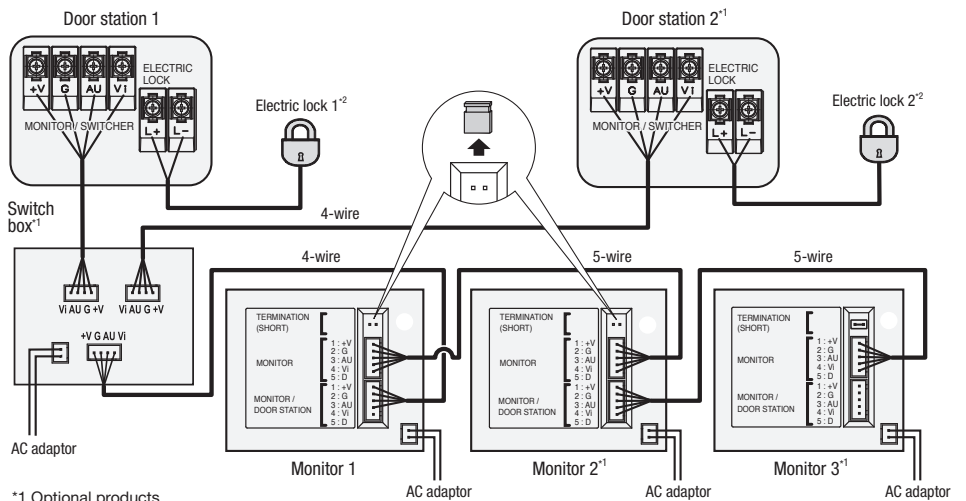 Door station 1
Door station 2*1
+V G AU Vi
ELECTRIC
LOCK
L+ L−
MONITOR / SWITCHER
Electric lock 1*2
+V G AU Vi
ELECTRIC
LOCK
L+ L−
MONITOR / SWITCHER
Electric lock 2*2
Switch
box*1
4-wire
4-wire
5-wire
5-wire
Vi AU G +V
Vi AU G +V
+V G AU Vi
AC adaptor
TERMINATION
(SHORT)
MONITOR
1 : +V
2 : G
3 : AU
4 : Vi
5 : D
MONITOR /
DOOR STATION
1 : +V
2 : G
3 : AU
4 : Vi
5 : D
Monitor 1
AC adaptor
TERMINATION
(SHORT)
MONITOR
1 : +V
2 : G
3 : AU
4 : Vi
5 : D
MONITOR /
DOOR STATION
1 : +V
2 : G
3 : AU
4 : Vi
5 : D
Monitor 2*1
AC adaptor
TERMINATION
(SHORT)
MONITOR
1 : +V
2 : G
3 : AU
4 : Vi
5 : D
MONITOR /
DOOR STATION
1 : +V
2 : G
3 : AU
4 : Vi
5 : D
Monitor 3*1
AC adaptor
*1 Optional products